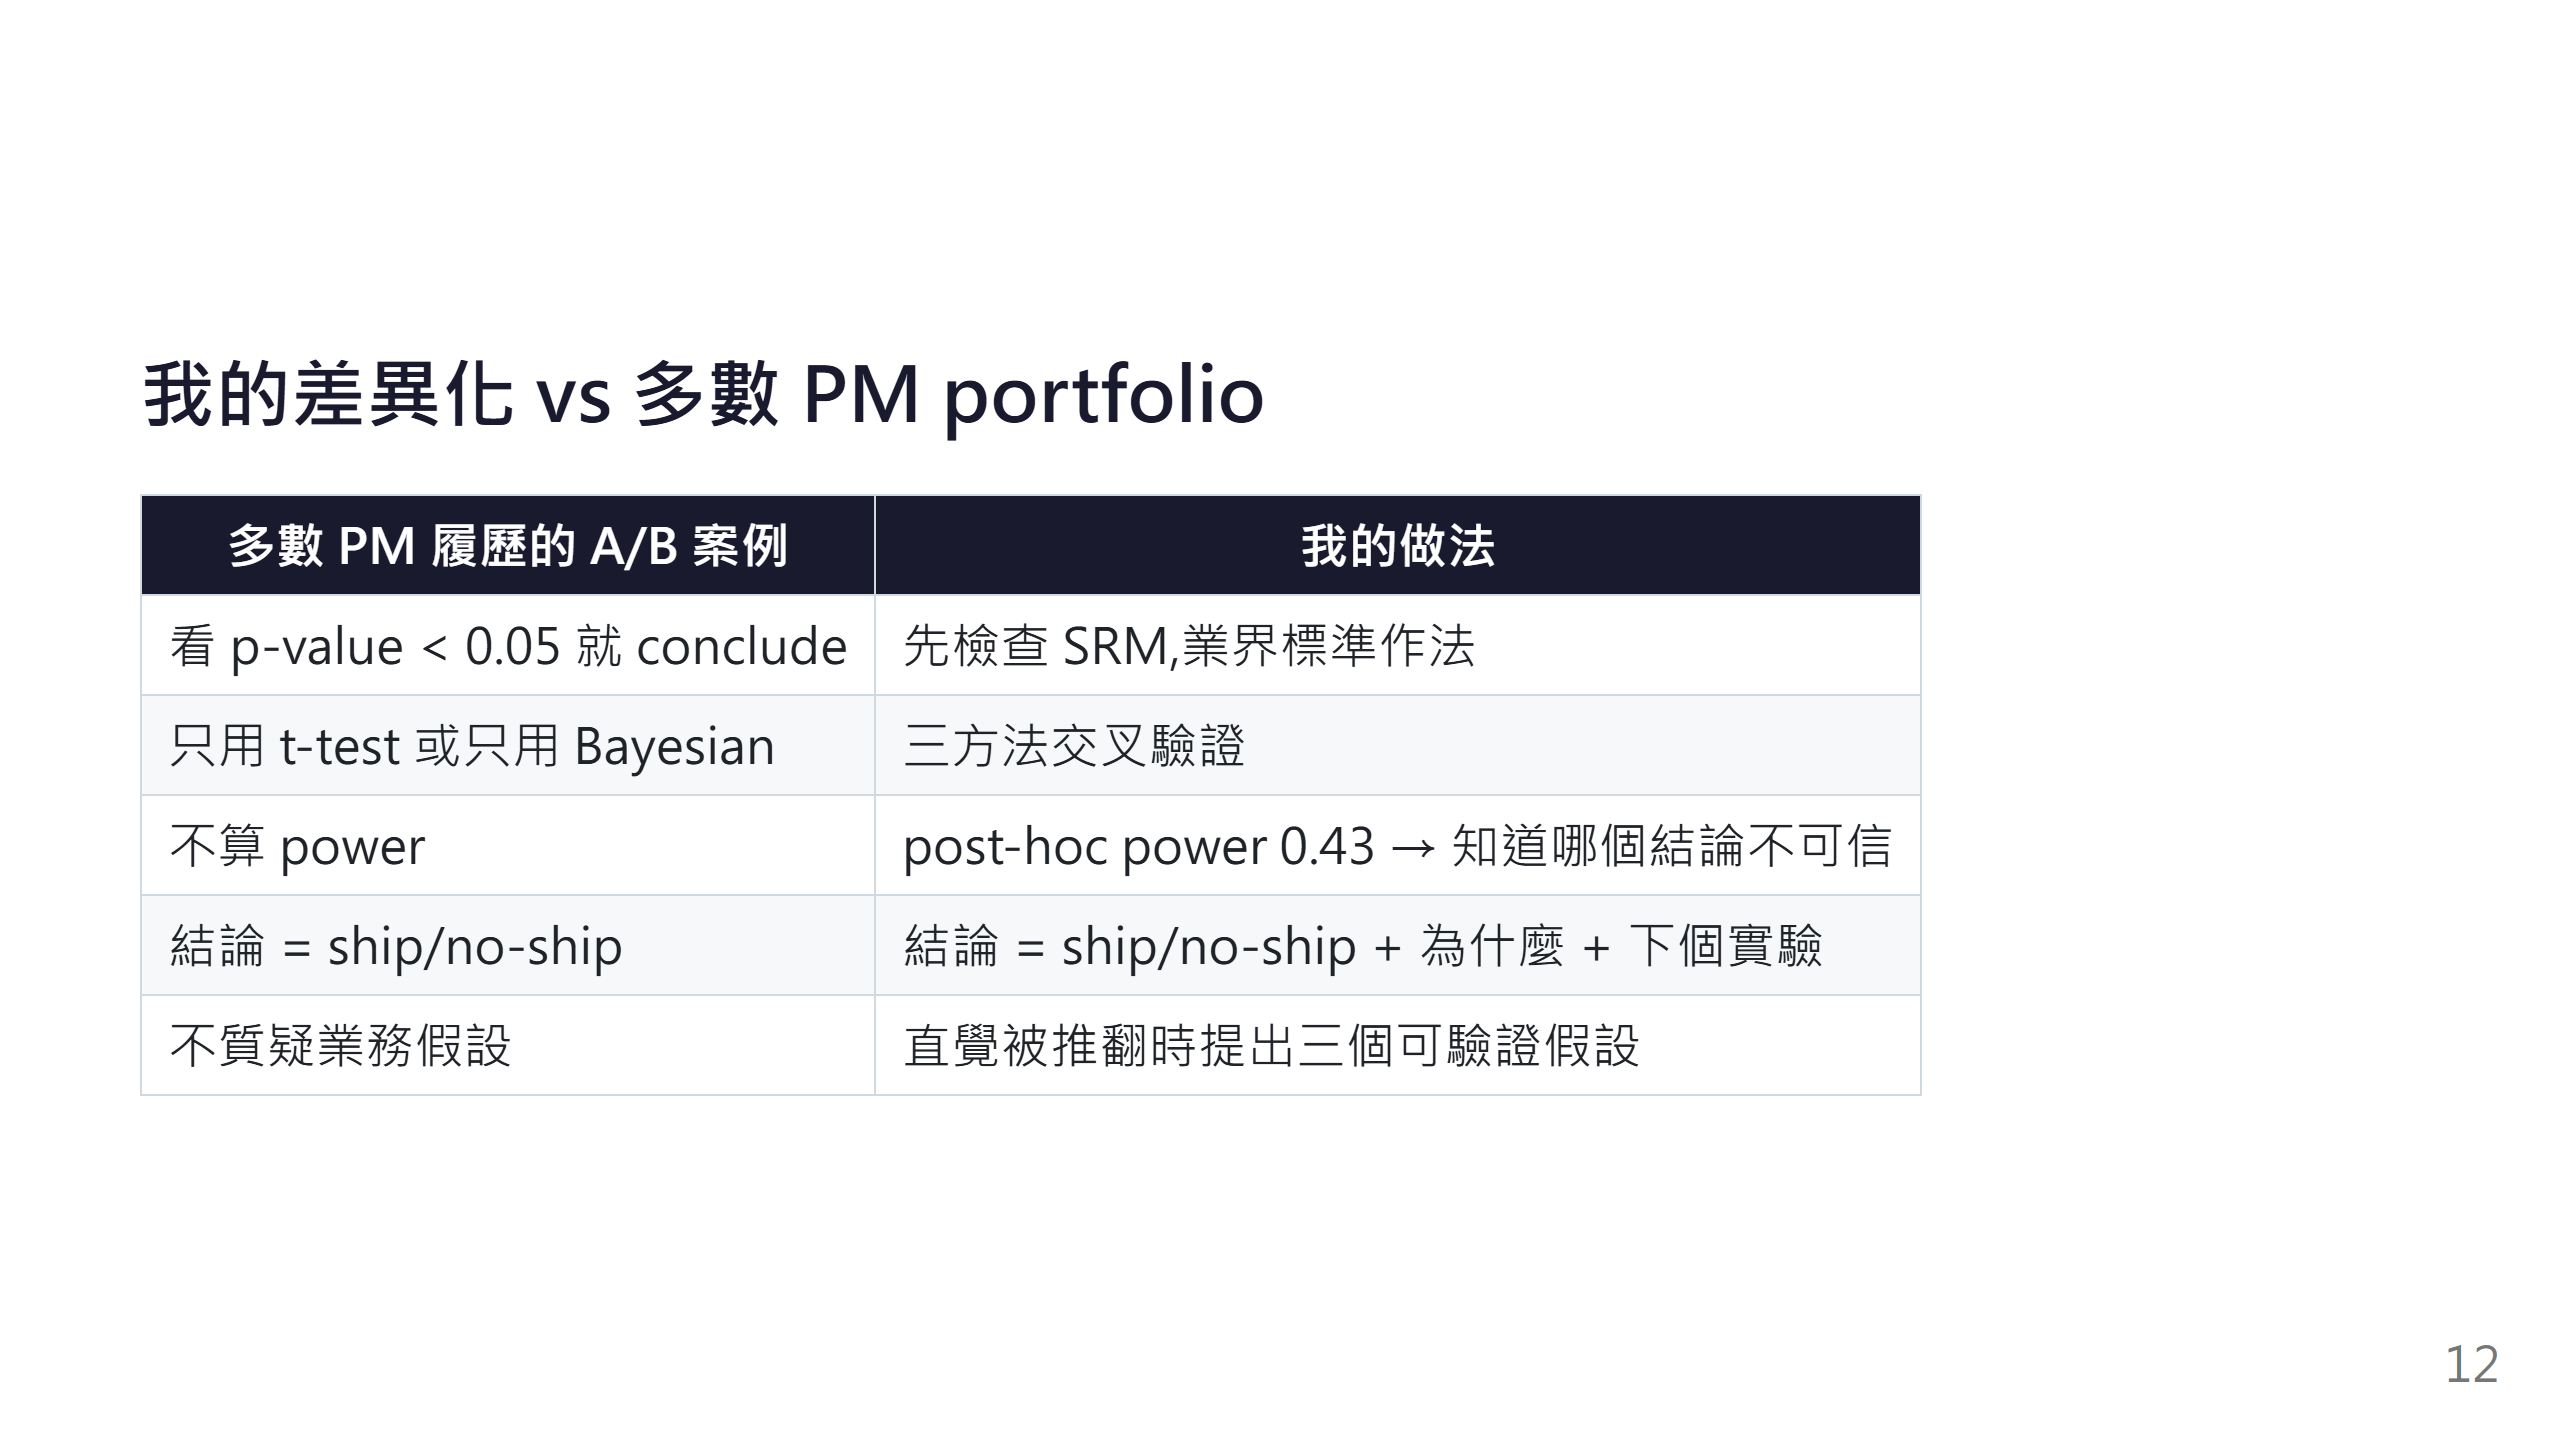 我的差異化 vs 多數 PM portfolio
多數 PM 履歷的 A/B 案例
我的做法
看 p-value < 0.05 就 conclude
先檢查 SRM,業界標準作法
只用 t-test 或只用 Bayesian
三方法交叉驗證
不算 power
post-hoc power 0.43 → 知道哪個結論不可信
結論 = ship/no-ship
結論 = ship/no-ship + 為什麼 + 下個實驗
不質疑業務假設
直覺被推翻時提出三個可驗證假設
12